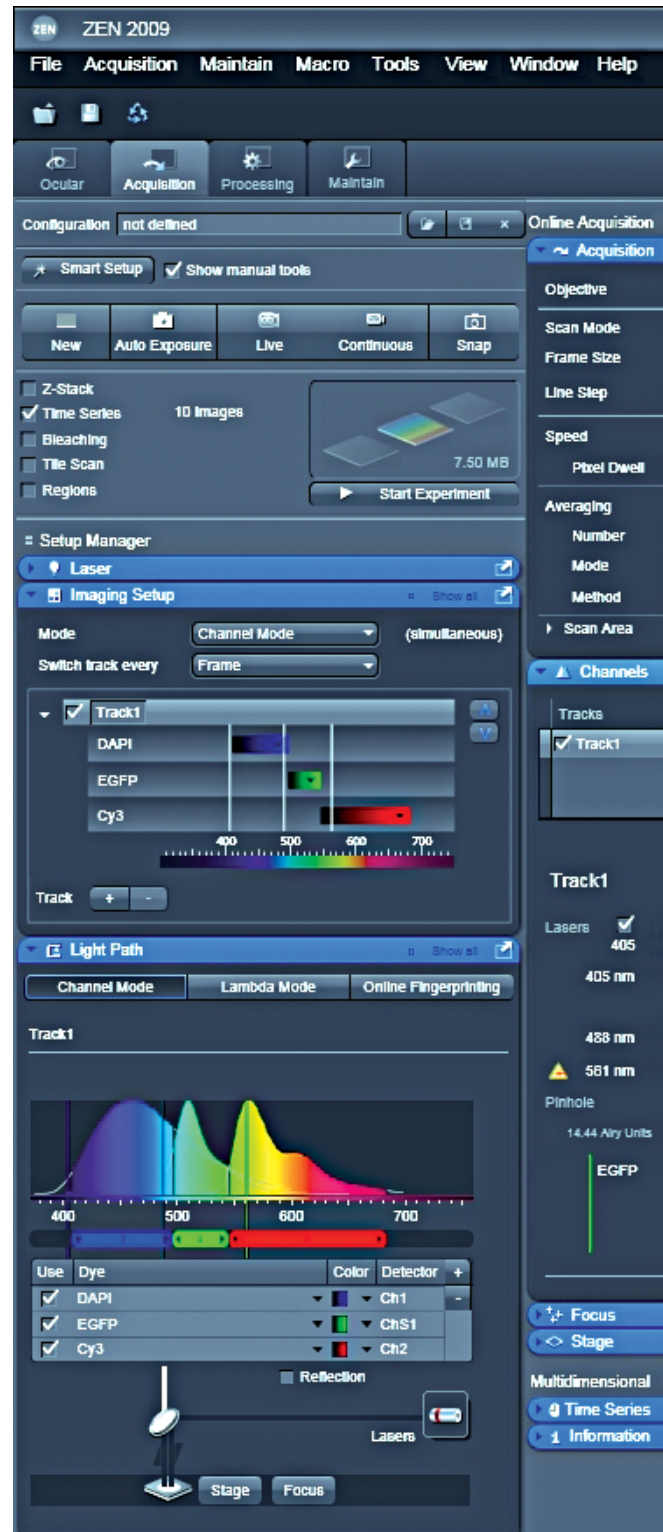 ZEN ZEN 2009
File Acquisition Maintain Macro Tools View Window Help
Ocular Acquisition Processing Maintain
Configuration not defined
Smart Setup Show manual tools
New Auto Exposure Live Continuous Snap
Z-Stack
Time Series 10 Images
Bleaching
Tile Scan
Regions
7.50 MB
Start Experiment
Setup Manager
Laser
Imaging Setup Show all
Mode Channel Mode (simultaneous)
Switch track every Frame
Track1
DAPI
EGFP
Cy3
400 500 600 700
Track + -
Light Path Show all
Channel Mode Lambda Mode Online Fingerprinting
Track1
400 500 600 700
Use Dye Color Detector +
DAPI Ch1 -
EGFP ChS1
Cy3 Ch2
Reflection
Lasers
Stage Focus
Online Acquisition
Acquisition
Objective
Scan Mode
Frame Size
Line Step
Speed
Pixel Dwell
Averaging
Number
Mode
Method
Scan Area
Channels
Tracks
Track1
Track1
Lasers
405
405 nm
488 nm
561 nm
Pinhole
14.44 Airy Units
EGFP
Focus
Stage
Multidimensional
Time Series
Information